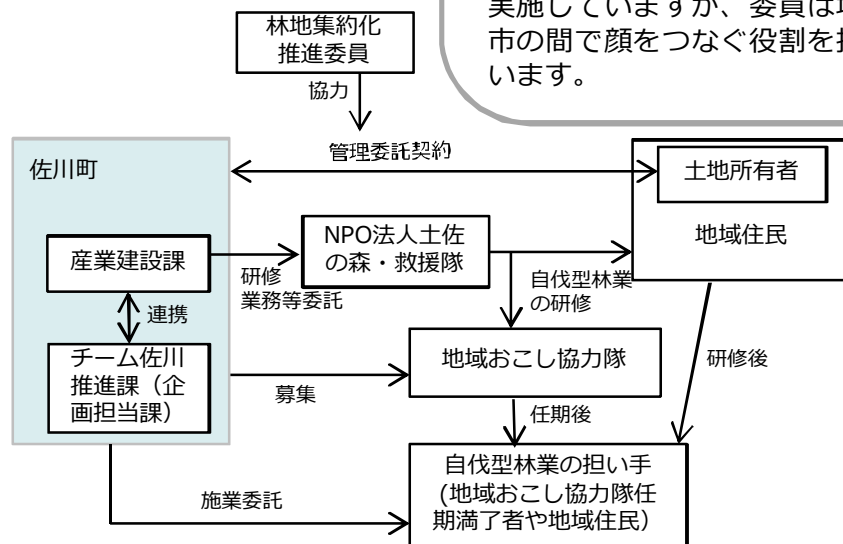 実施していますが、委員は
市の間で顔をつなぐ役割を
います。
林地集約化
推進委員
協力
管理委託契約
佐川町
土地所有者
地域住民
産業建設課
研修
業務等委託
NPO法人土佐
の森・救援隊
自伐型林業
の研修
連携
チーム佐川
推進課（企
画担当課）
募集
地域おこし協力隊
研修後
任期後
施業委託
自伐型林業の担い手
(地域おこし協力隊任
期満了者や地域住民）